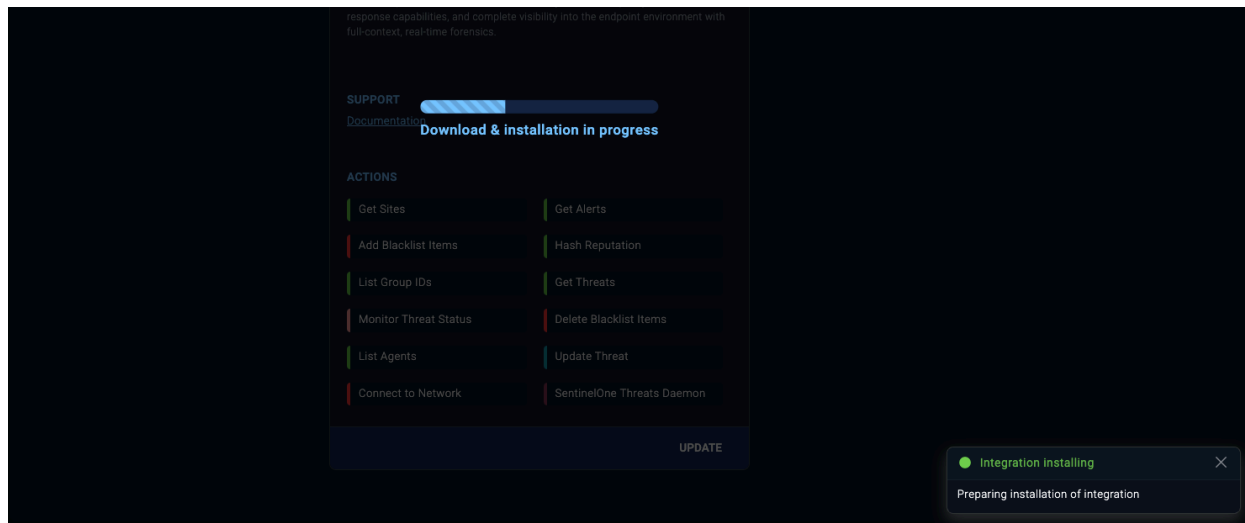 response capabilities, and complete visibility into the endpoint environment with
full-context, real-time forensics.
SUPPORT
Documentation
Download & installation in progress
ACTIONS
Get Sites
Get Alerts
Add Blacklist Items
Hash Reputation
List Group IDs
Get Threats
Monitor Threat Status
Delete Blacklist Items
List Agents
Update Threat
Connect to Network
SentinelOne Threats Daemon
UPDATE
Integration installing
Preparing installation of integration